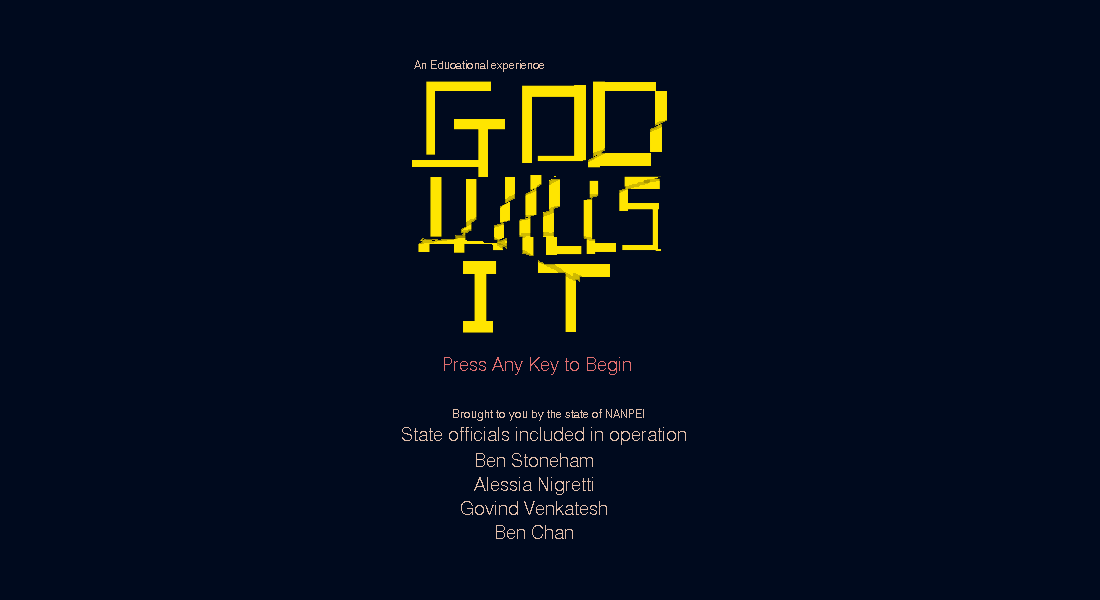 An Educational experience
GOD
WILLS
IT
Press Any Key to Begin
Brought to you by the state of NANPEI
State officials included in operation
Ben Stoneham
Alessia Nigretti
Govind Venkatesh
Ben Chan